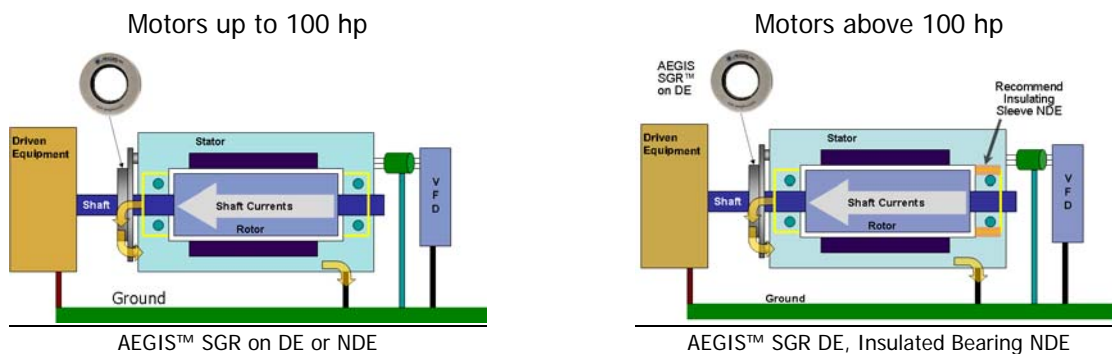 Motors up to 100 hp
Driven
Equipment
Stator
Shaft
Shaft Currents
Rotor
V
F
D
Ground
AEGIS™ SGR on DE or NDE
Motors above 100 hp
AEGIS
SGR™
on DE
Recommend
Insulating
Sleeve NDE
Driven
Equipment
Stator
Shaft
Shaft Currents
Rotor
V
F
D
Ground
AEGIS™ SGR DE, Insulated Bearing NDE